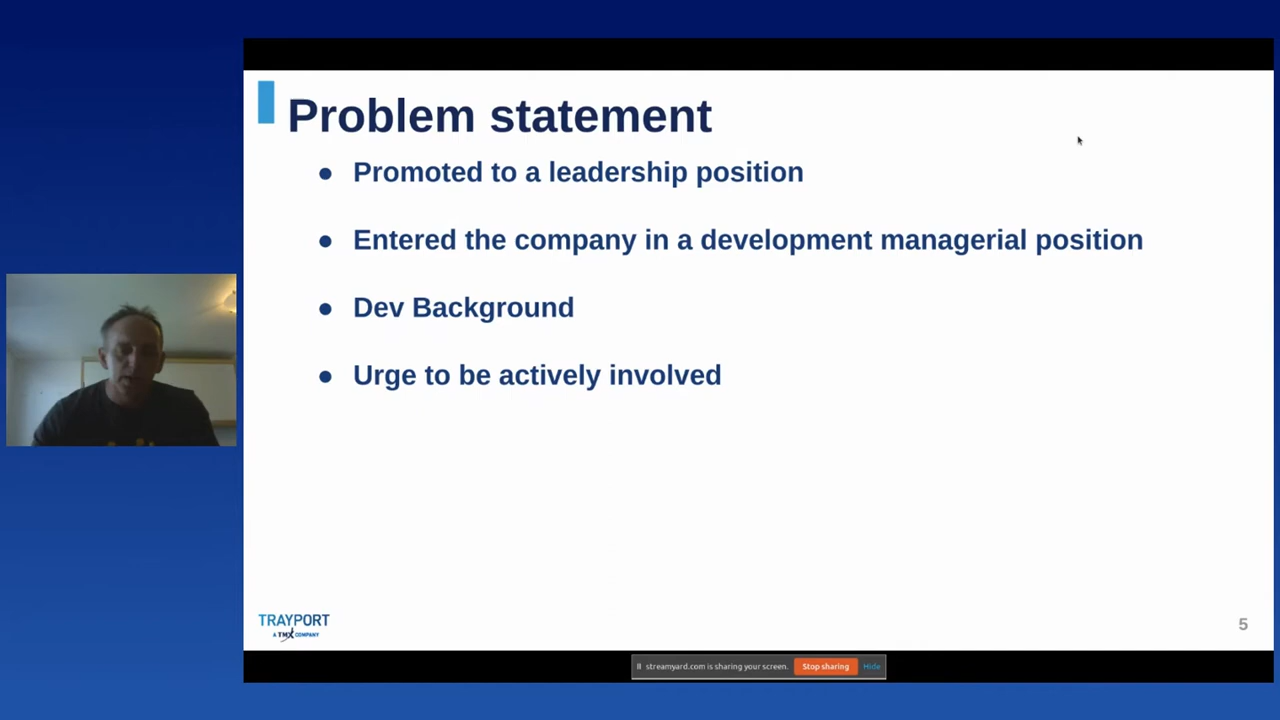 Problem statement
● Promoted to a leadership position
● Entered the company in a development managerial position
● Dev Background
● Urge to be actively involved
TRAYPORT
A TMX COMPANY
5
streamyard.com is sharing your screen. Stop sharing Hide